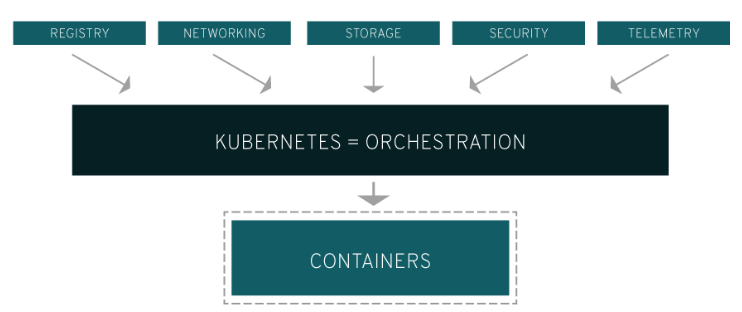 REGISTRY
NETWORKING
STORAGE
SECURITY
TELEMETRY
KUBERNETES = ORCHESTRATION
CONTAINERS